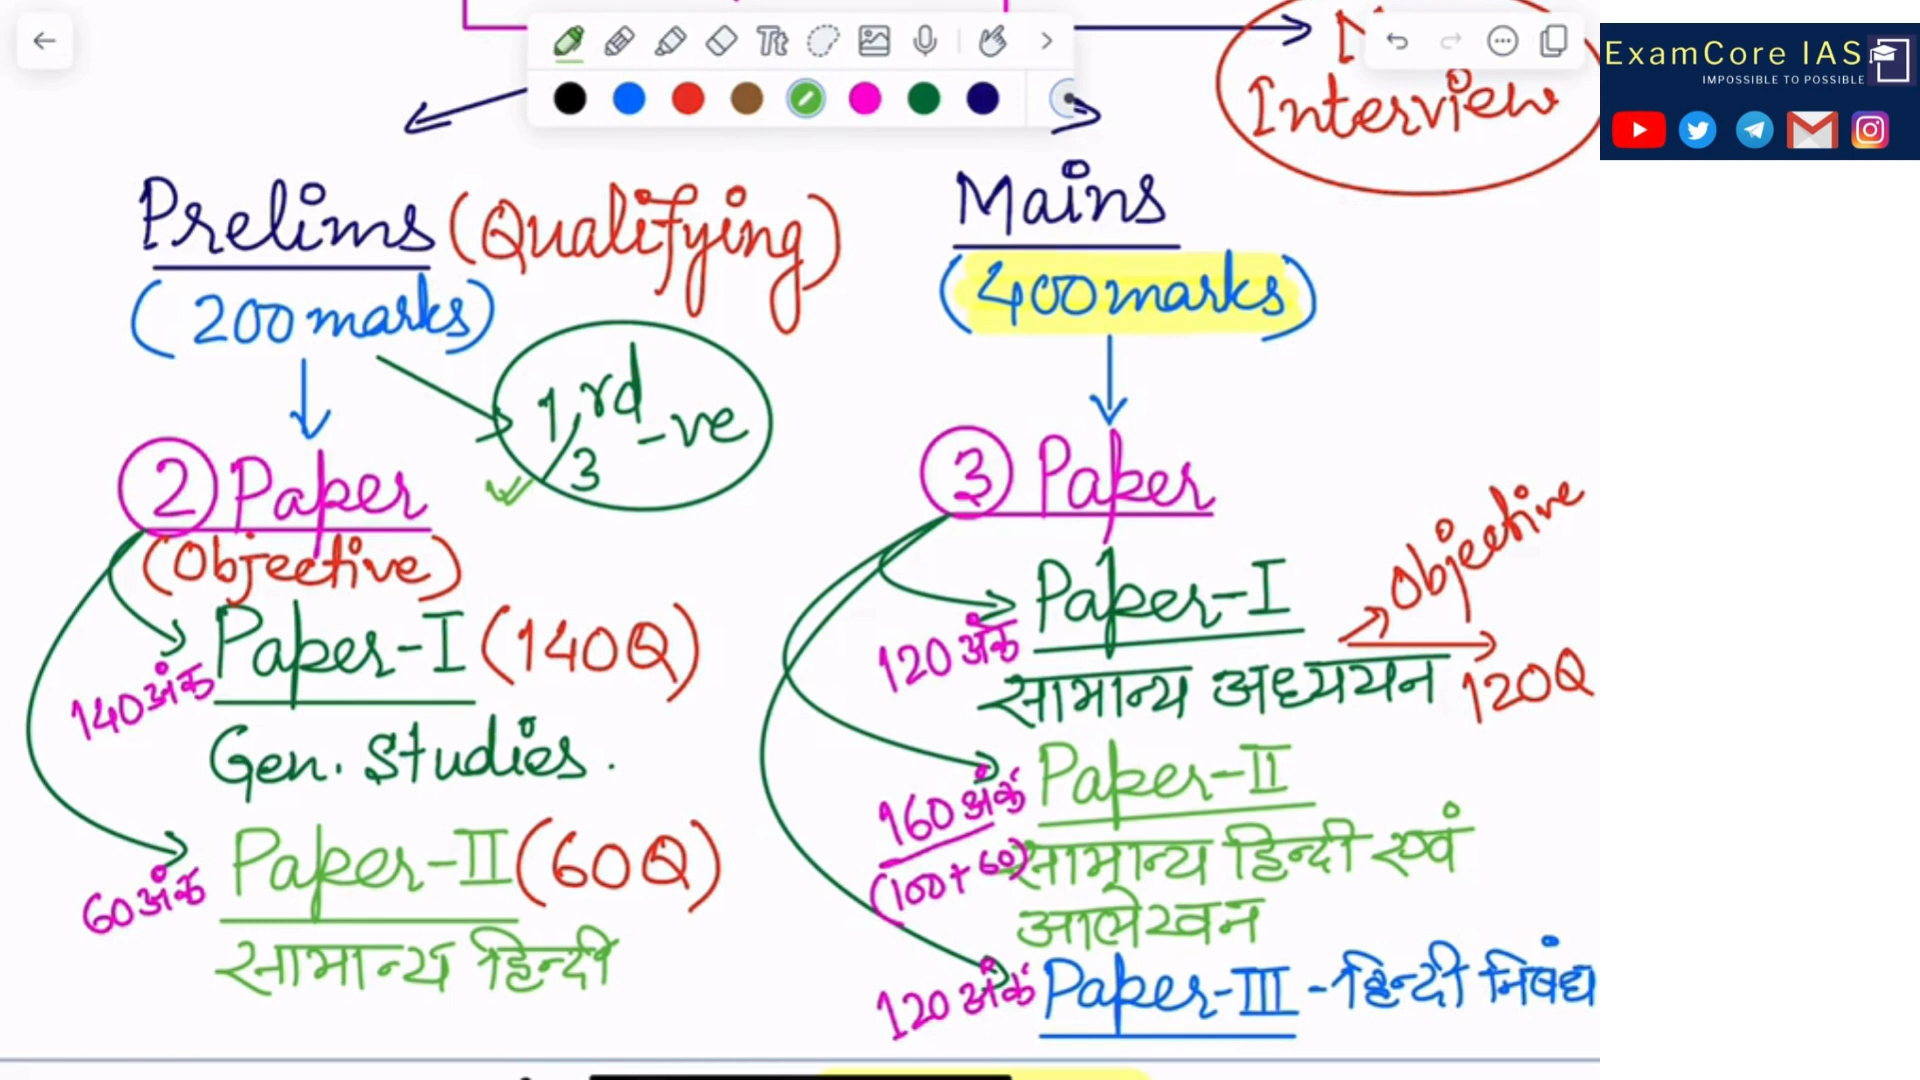 ExamCore IAS
IMPOSSIBLE TO POSSIBLE
Tt
Interview
Prelims (Qualifying)
(200 marks)
1/3 rd -ve
2 Paper
(Objective)
140 अंक Paper-I (140Q)
Gen. Studies.
60 अंक Paper-II (60Q)
सामान्य हिन्दी
Mains
(400 marks)
3 Paper
120 अंक Paper-I
Objective
सामान्य अध्ययन 120Q
160 अंक Paper-II
(100+60) सामान्य हिन्दी एवं
आलेखन
120 अंक Paper-III - हिन्दी निबंध